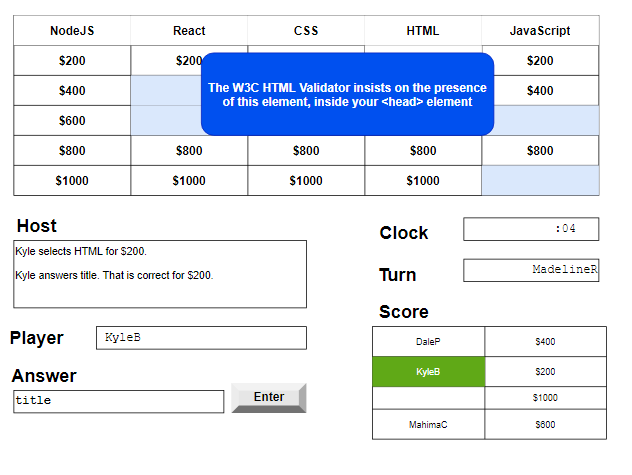 NodeJS React CSS HTML JavaScript
$200 $200 $200
The W3C HTML Validator insists on the presence
of this element, inside your <head> element
$400 $400
$600
$800 $800 $800 $800 $800
$1000 $1000 $1000 $1000
Host
Kyle selects HTML for $200.
Kyle answers title. That is correct for $200.
Clock :04
Turn MadelineR
Score
Player KyleB
DaleP $400
KyleB $200
$1000
MahimaC $600
Answer
title
Enter